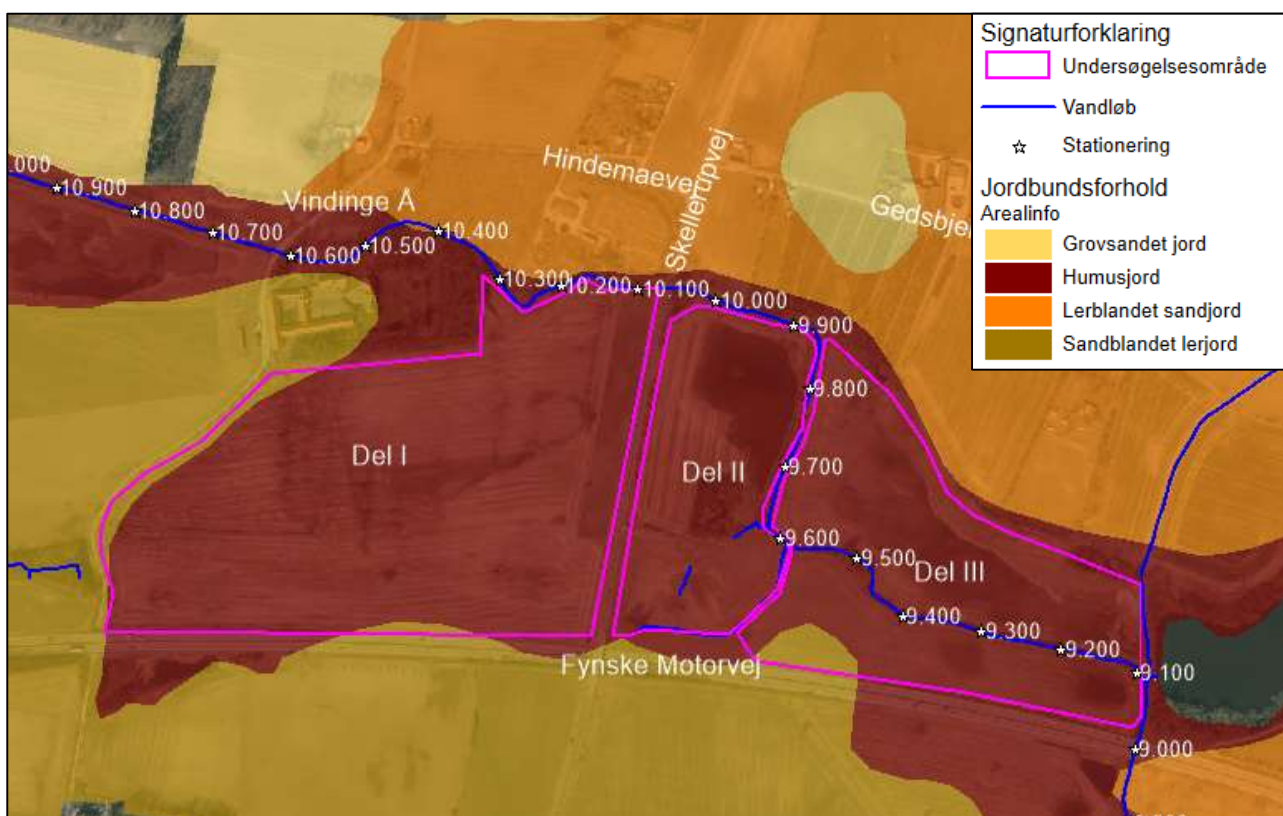 Signaturforklaring
Undersøgelsesområde
Vandløb
Stationering
Jordbundsforhold
Arealinfo
Grovsandet jord
Humusjord
Lerblandet sandjord
Sandblandet lerjord
Hindemaevej
Skellerupvej
.000
10.900
10.800
10.700
10.600
Vindinge Å
10.500
10.400
10.300
10.200
10.100
10.000
9.900
9.800
9.700
9.600
9.500
9.400
9.300
9.200
9.100
9.000
Del I
Del II
Del III
Fynske Motorvej